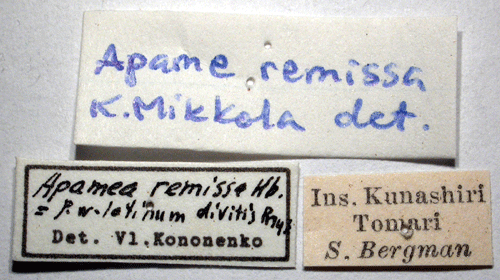 Apame remissa
K. Mikkola det.
Apamea remissa Hb.
= P. w-latinum divitis
Det. Vl. Kononenko
Ins. Kunashiri
Tomari
S. Bergman